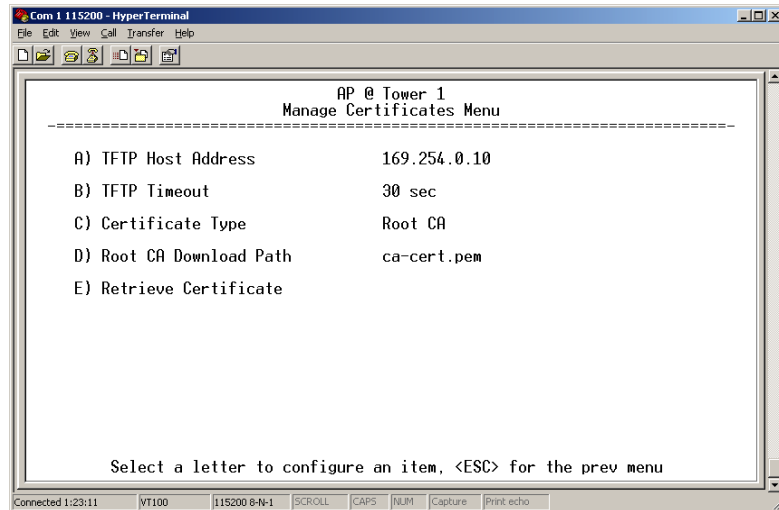 Com 1 115200 - HyperTerminal
File Edit View Call Transfer Help
AP @ Tower 1
Manage Certificates Menu
-==========================================================================-
A) TFTP Host Address 169.254.0.10
B) TFTP Timeout 30 sec
C) Certificate Type Root CA
D) Root CA Download Path ca-cert.pem
E) Retrieve Certificate
Select a letter to configure an item, <ESC> for the prev menu
Connected 1:23:11 VT100 115200 8-N-1 SCROLL CAPS NUM Capture Print echo